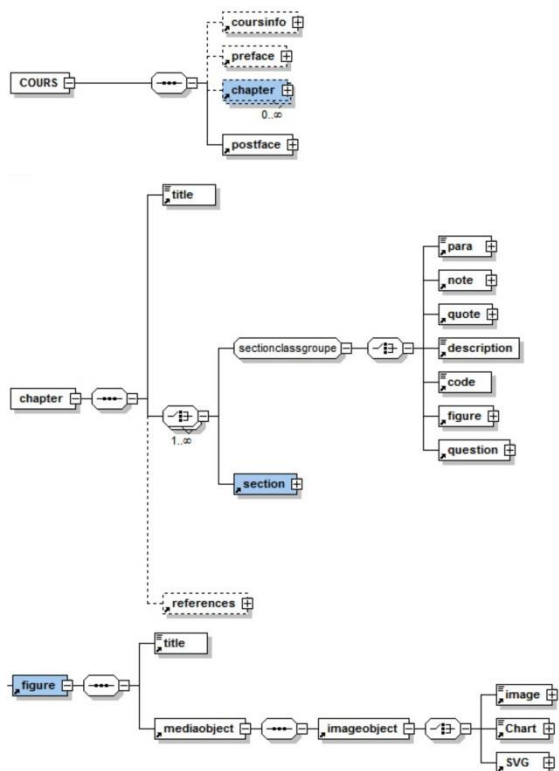 coursinfo
preface
COURS
chapter
0..∞
postface
title
para
note
quote
sectionclassgroupe
description
code
chapter
figure
1..∞
question
section
references
title
figure
image
mediaobject
imageobject
Chart
SVG